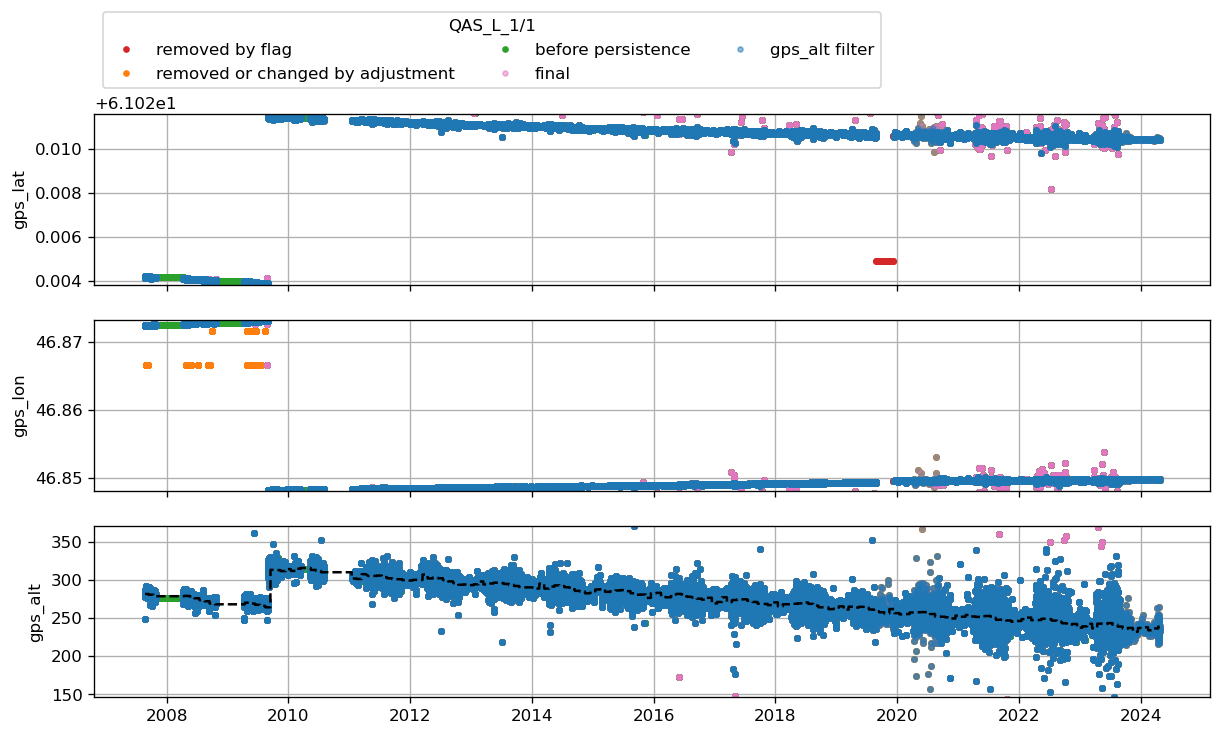 QAS_L_1/1
removed by flag
before persistence
gps_alt filter
removed or changed by adjustment
final
+6.102e1
0.010
0.008
0.006
0.004
gps_lat
46.87
46.86
46.85
gps_lon
350
300
250
200
150
gps_alt
2008 2010 2012 2014 2016 2018 2020 2022 2024